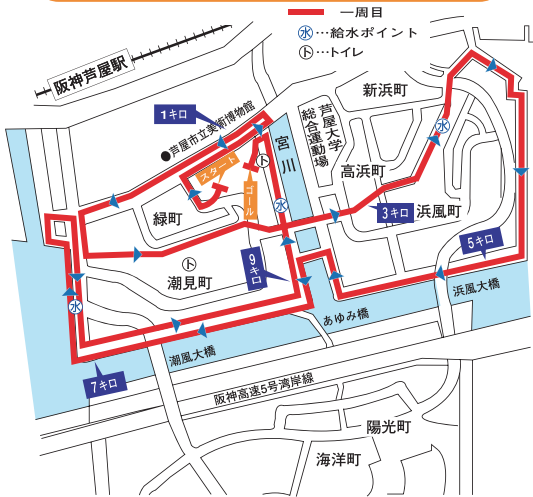 一周目
水…給水ポイント
ト…トイレ
阪神芦屋駅
1キロ
芦屋市立美術博物館
スタート
ゴール
ト
宮川
芦屋大学
総合運動場
新浜町
水
高浜町
緑町
水
3キロ
浜風町
5キロ
ト
潮見町
9キロ
水
浜風大橋
あゆみ橋
潮風大橋
7キロ
阪神高速5号湾岸線
陽光町
海洋町